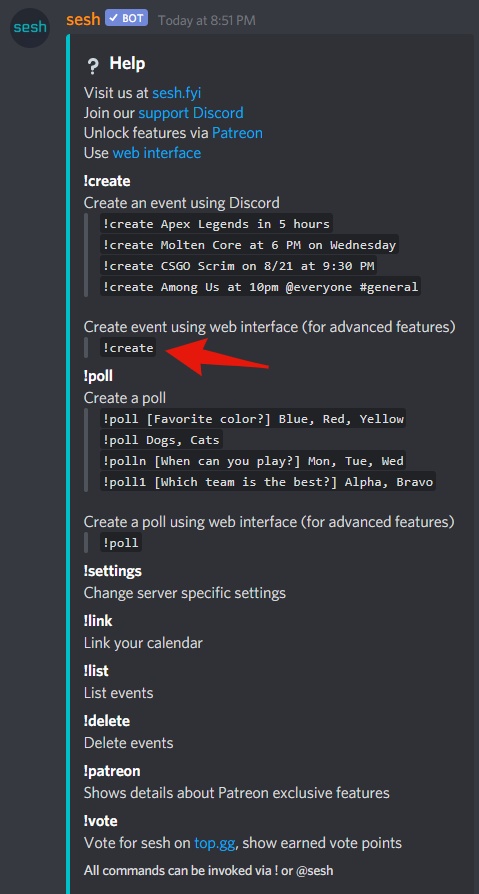 sesh
sesh BOT Today at 8:51 PM
? Help
Visit us at sesh.fyi
Join our support Discord
Unlock features via Patreon
Use web interface
!create
Create an event using Discord
!create Apex Legends in 5 hours
!create Molten Core at 6 PM on Wednesday
!create CSGO Scrim on 8/21 at 9:30 PM
!create Among Us at 10pm @everyone #general
Create event using web interface (for advanced features)
!create
!poll
Create a poll
!poll [Favorite color?] Blue, Red, Yellow
!poll Dogs, Cats
!polln [When can you play?] Mon, Tue, Wed
!poll1 [Which team is the best?] Alpha, Bravo
Create a poll using web interface (for advanced features)
!poll
!settings
Change server specific settings
!link
Link your calendar
!list
List events
!delete
Delete events
!patreon
Shows details about Patreon exclusive features
!vote
Vote for sesh on top.gg, show earned vote points
All commands can be invoked via ! or @sesh